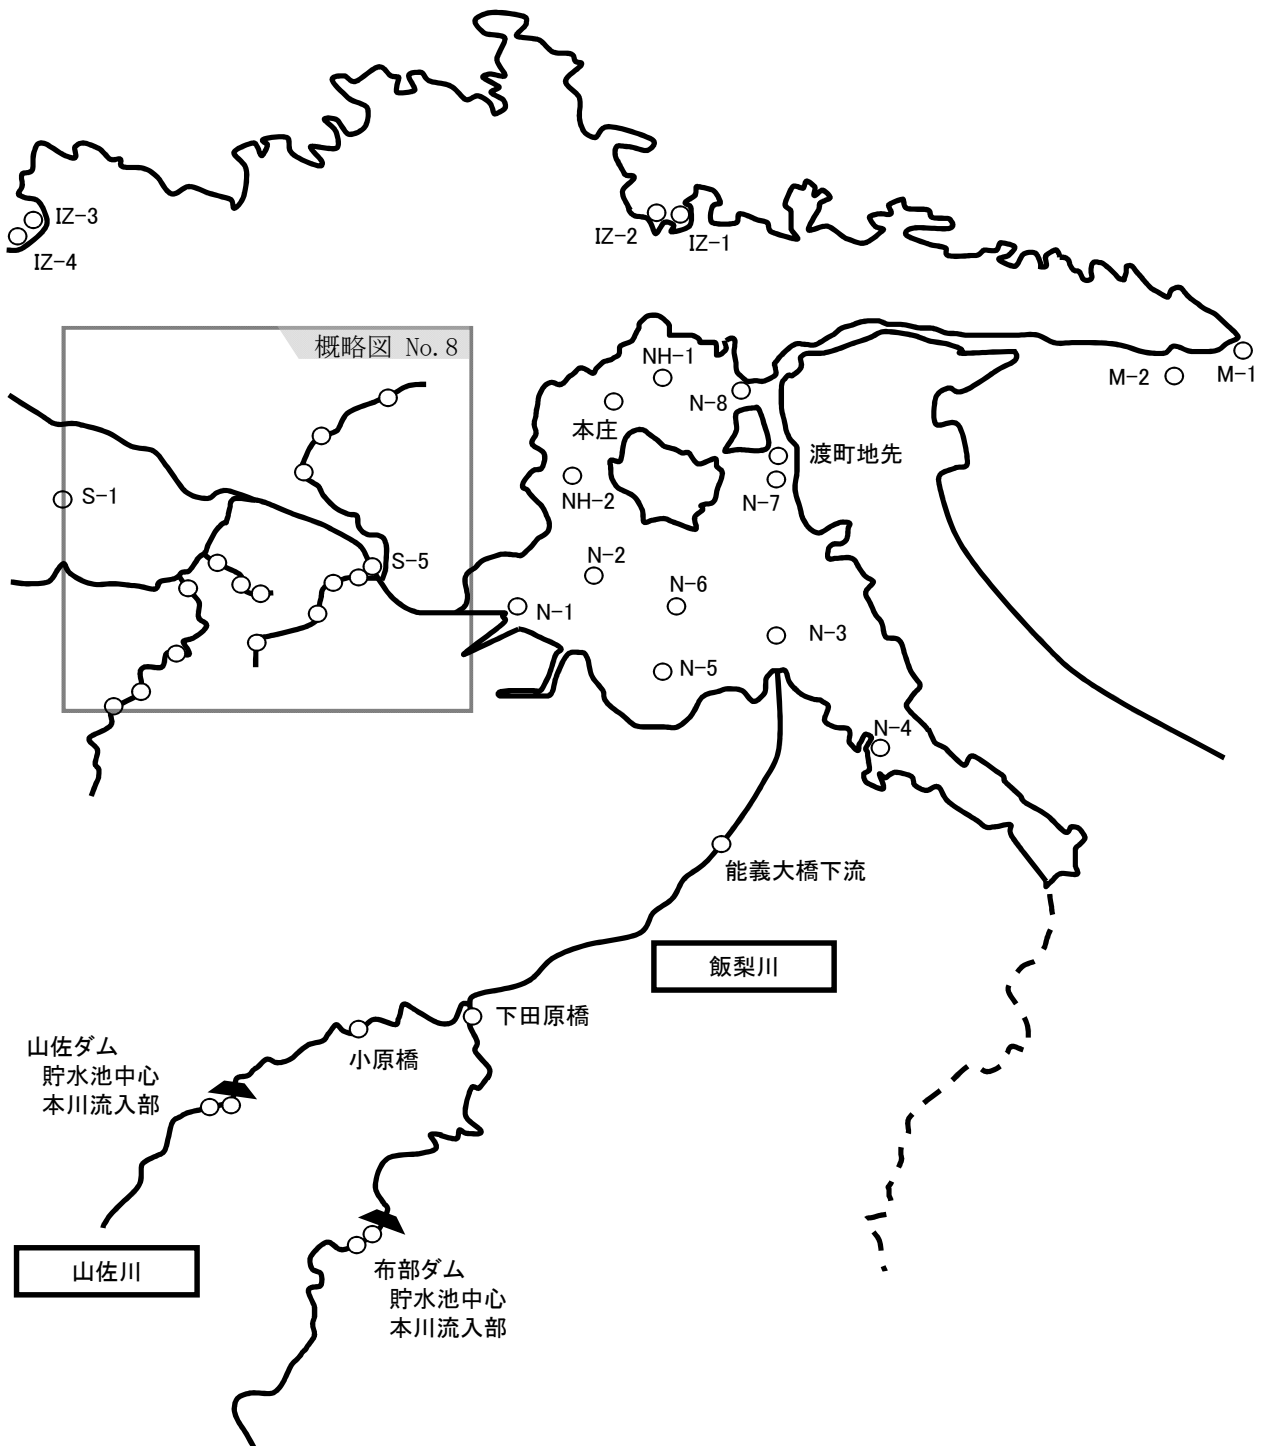 IZ-3
IZ-4
IZ-2
IZ-1
概略図 No.8
NH-1
M-2
M-1
N-8
本庄
渡町地先
S-1
NH-2
N-7
S-5
N-2
N-6
N-1
N-3
N-5
N-4
能義大橋下流
飯梨川
下田原橋
山佐ダム
小原橋
貯水池中心
本川流入部
山佐川
布部ダム
貯水池中心
本川流入部